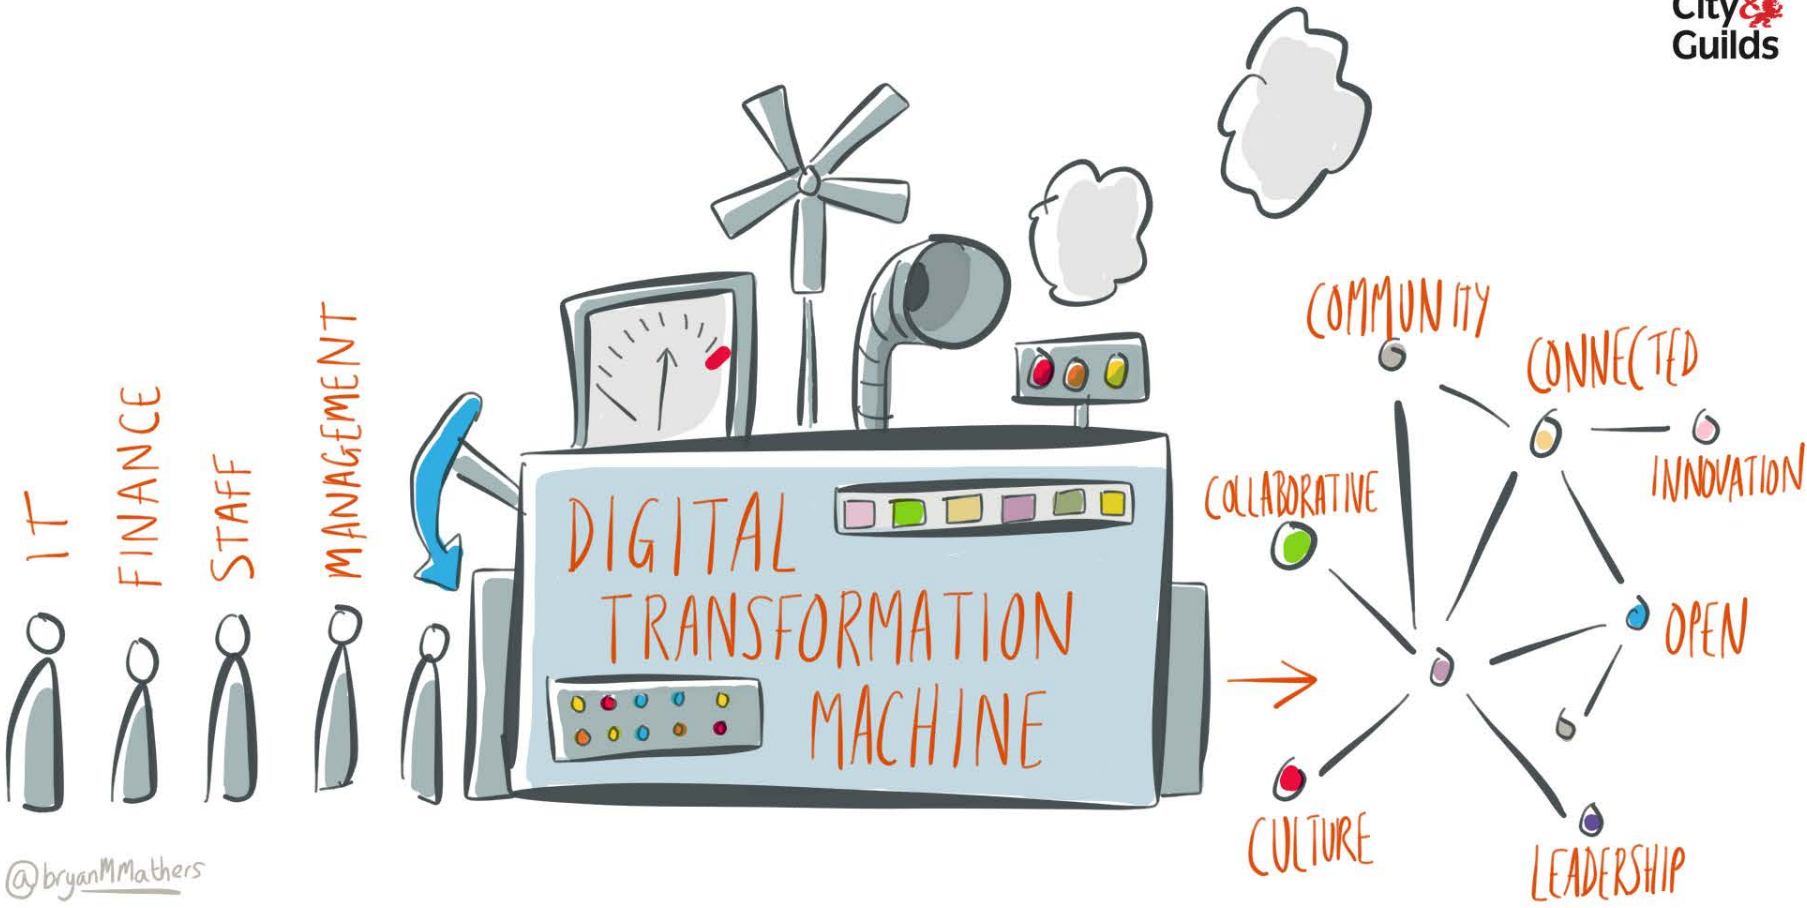 City&
Guilds
IT
FINANCE
STAFF
MANAGEMENT
DIGITAL
TRANSFORMATION
MACHINE
COMMUNITY
CONNECTED
INNOVATION
COLLABORATIVE
OPEN
CULTURE
LEADERSHIP
@bryanMMathers